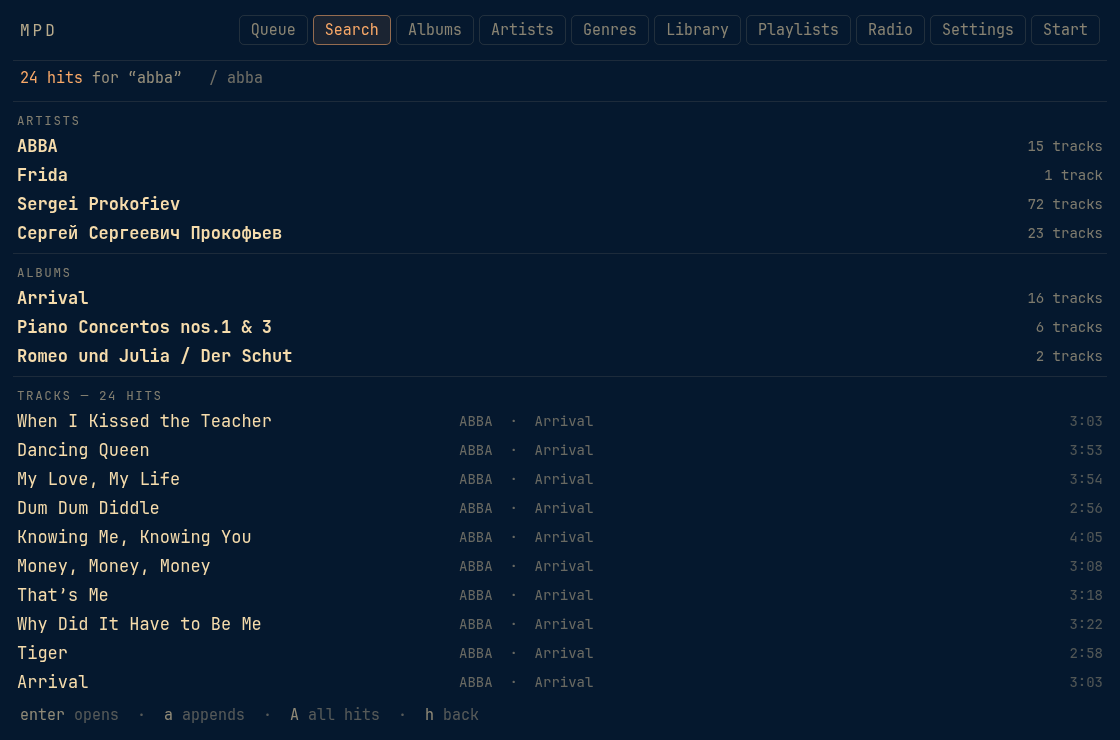 MPD Queue Search Albums Artists Genres Library Playlists Radio Settings Start
24 hits for “abba” / abba
ARTISTS
ABBA 15 tracks
Frida 1 track
Sergei Prokofiev 72 tracks
Сергей Сергеевич Прокофьев 23 tracks
ALBUMS
Arrival 16 tracks
Piano Concertos nos.1 & 3 6 tracks
Romeo und Julia / Der Schut 2 tracks
TRACKS — 24 HITS
When I Kissed the Teacher ABBA · Arrival 3:03
Dancing Queen ABBA · Arrival 3:53
My Love, My Life ABBA · Arrival 3:54
Dum Dum Diddle ABBA · Arrival 2:56
Knowing Me, Knowing You ABBA · Arrival 4:05
Money, Money, Money ABBA · Arrival 3:08
That’s Me ABBA · Arrival 3:18
Why Did It Have to Be Me ABBA · Arrival 3:22
Tiger ABBA · Arrival 2:58
Arrival ABBA · Arrival 3:03
enter opens · a appends · A all hits · h back